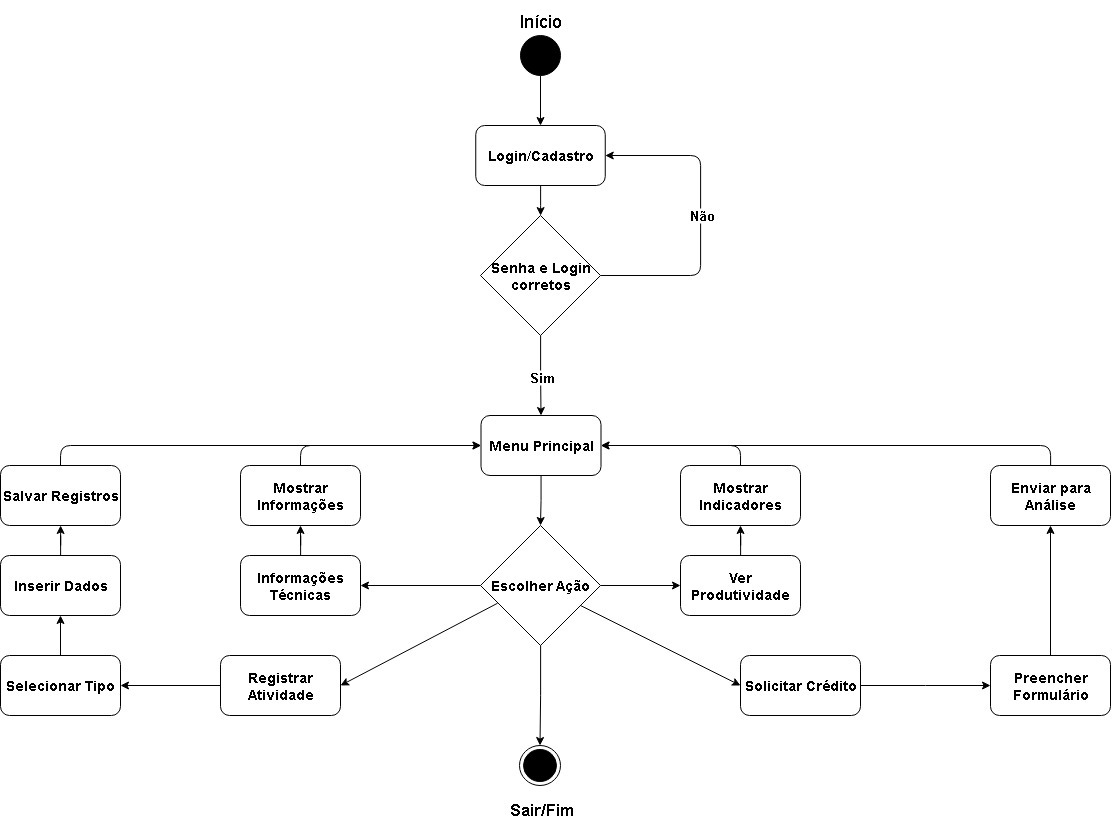 Início
Login/Cadastro
Não
Senha e Login
corretos
Sim
Menu Principal
Salvar Registros
Mostrar
Informações
Mostrar
Indicadores
Enviar para
Análise
Inserir Dados
Informações
Técnicas
Escolher Ação
Ver
Produtividade
Selecionar Tipo
Registrar
Atividade
Solicitar Crédito
Preencher
Formulário
Sair/Fim